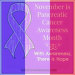 November is
Pancreatic
Cancer
Awareness
Month
With Awareness
There is Hope